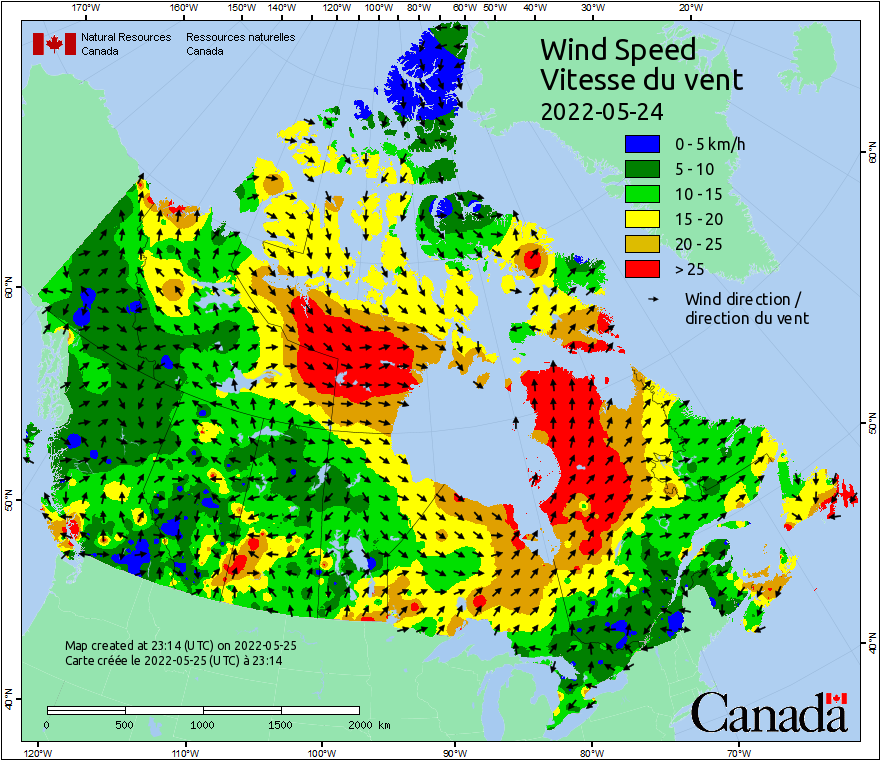 170°W 160°W 150°W 140°W 120°W 100°W 80°W 60°W 50°W 40°W 30°W 20°W
Natural Resources Ressources naturelles
Canada Canada
Wind Speed
Vitesse du vent
2022-05-24
0 - 5 km/h
5 - 10
10 - 15
15 - 20
20 - 25
> 25
Wind direction /
direction du vent
60°N 60°N
50°N 50°N
40°N 40°N
Map created at 23:14 (UTC) on 2022-05-25
Carte créée le 2022-05-25 (UTC) à 23:14
0 500 1000 1500 2000 km
Canada
120°W 110°W 100°W 90°W 80°W 70°W